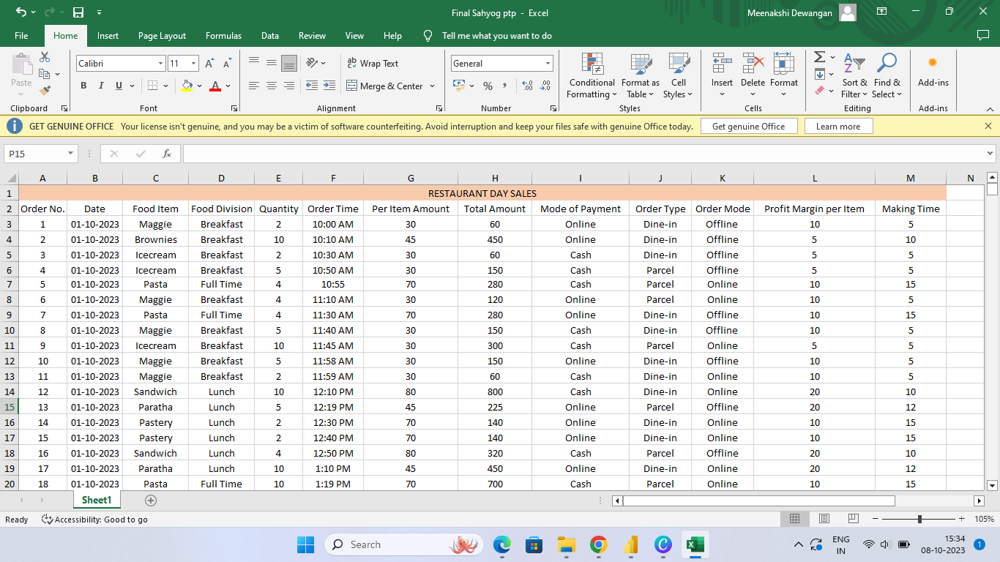 Final Sahyog ptp - Excel
Meenakshi Dewangan
File Home Insert Page Layout Formulas Data Review View Help Tell me what you want to do
Paste
Calibri 11
B I U A
Wrap Text
Merge & Center
General
% ,
Conditional Formatting Format as Table Cell Styles
Insert Delete Format
Sort & Filter Find & Select
Add-ins
Clipboard Font Alignment Number Styles Cells Editing Add-ins
GET GENUINE OFFICE Your license isn't genuine, and you may be a victim of software counterfeiting. Avoid interruption and keep your files safe with genuine Office today. Get genuine Office Learn more
P15 fx
A B C D E F G H I J K L M N
1 RESTAURANT DAY SALES
2 Order No. Date Food Item Food Division Quantity Order Time Per Item Amount Total Amount Mode of Payment Order Type Order Mode Profit Margin per Item Making Time
3 1 01-10-2023 Maggie Breakfast 2 10:00 AM 30 60 Online Dine-in Offline 10 5
4 2 01-10-2023 Brownies Breakfast 10 10:10 AM 45 450 Online Dine-in Offline 5 10
5 3 01-10-2023 Icecream Breakfast 2 10:30 AM 30 60 Cash Dine-in Offline 5 5
6 4 01-10-2023 Icecream Breakfast 5 10:50 AM 30 150 Cash Parcel Offline 5 5
7 5 01-10-2023 Pasta Full Time 4 10:55 70 280 Cash Parcel Online 10 15
8 6 01-10-2023 Maggie Breakfast 4 11:10 AM 30 120 Online Parcel Online 10 5
9 7 01-10-2023 Pasta Full Time 4 11:30 AM 70 280 Online Dine-in Offline 10 15
10 8 01-10-2023 Maggie Breakfast 5 11:40 AM 30 150 Cash Dine-in Offline 10 5
11 9 01-10-2023 Icecream Breakfast 10 11:45 AM 30 300 Cash Parcel Online 5 5
12 10 01-10-2023 Maggie Breakfast 5 11:58 AM 30 150 Online Dine-in Offline 10 5
13 11 01-10-2023 Maggie Breakfast 2 11:59 AM 30 60 Cash Dine-in Online 10 5
14 12 01-10-2023 Sandwich Lunch 10 12:10 PM 80 800 Cash Dine-in Online 20 10
15 13 01-10-2023 Paratha Lunch 5 12:19 PM 45 225 Online Parcel Offline 20 12
16 14 01-10-2023 Pastery Lunch 2 12:30 PM 70 140 Online Dine-in Online 10 15
17 15 01-10-2023 Pastery Lunch 2 12:40 PM 70 140 Online Dine-in Online 10 15
18 16 01-10-2023 Sandwich Lunch 4 12:50 PM 80 320 Cash Parcel Offline 20 10
19 17 01-10-2023 Paratha Lunch 10 1:10 PM 45 450 Online Dine-in Online 20 12
20 18 01-10-2023 Pasta Full Time 10 1:19 PM 70 700 Cash Parcel Online 10 15
Sheet1
Ready Accessibility: Good to go 105%
Search
ENG IN
15:34
08-10-2023
1